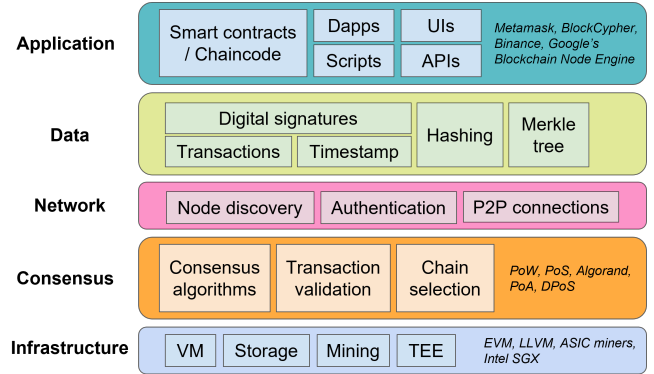 Application
Smart contracts
/ Chaincode
Dapps
UIs
Scripts
APIs
Metamask, BlockCypher,
Binance, Google's
Blockchain Node Engine
Data
Digital signatures
Transactions
Timestamp
Hashing
Merkle
tree
Network
Node discovery
Authentication
P2P connections
Consensus
Consensus
algorithms
Transaction
validation
Chain
selection
PoW, PoS, Algorand,
PoA, DPoS
Infrastructure
VM
Storage
Mining
TEE
EVM, LLVM, ASIC miners,
Intel SGX